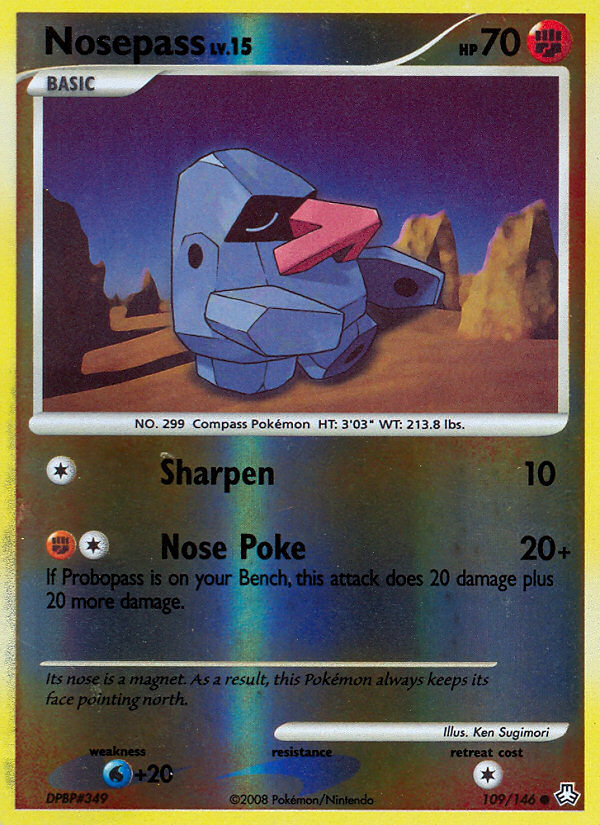 Nosepass LV.15 HP 70
BASIC
NO. 299 Compass Pokémon HT: 3'03" WT: 213.8 lbs.
Sharpen 10
Nose Poke 20+
If Probopass is on your Bench, this attack does 20 damage plus
20 more damage.
Its nose is a magnet. As a result, this Pokémon always keeps its
face pointing north.
Illus. Ken Sugimori
weakness resistance retreat cost
+20
DPBP#349 ©2008 Pokémon/Nintendo 109/146